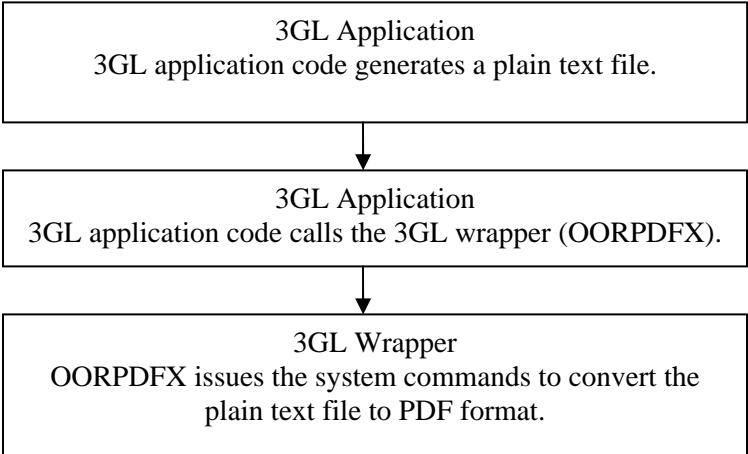 3GL Application
3GL application code generates a plain text file.
3GL Application
3GL application code calls the 3GL wrapper (OORPDFX).
3GL Wrapper
OORPDFX issues the system commands to convert the
plain text file to PDF format.